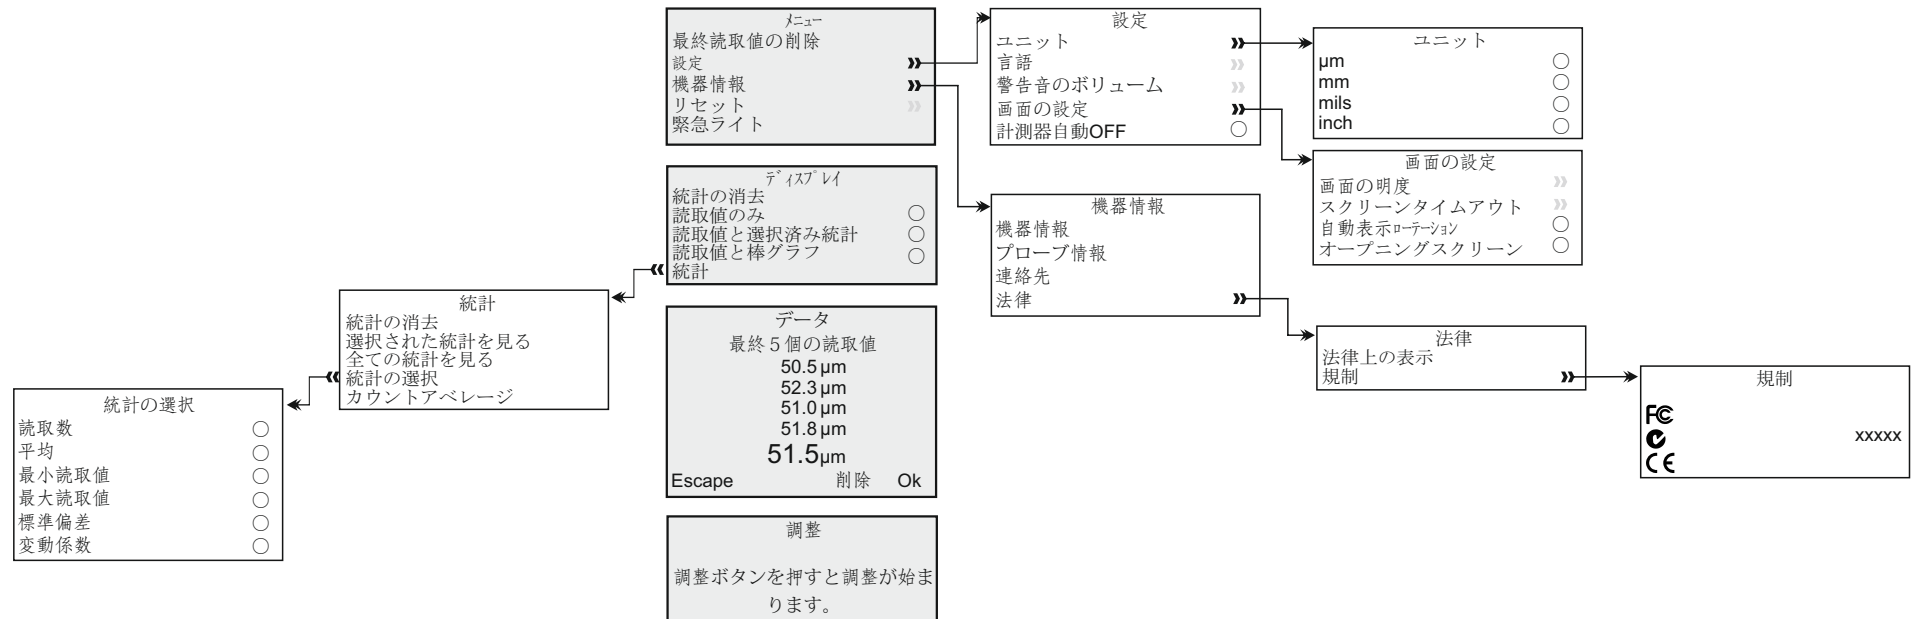 メニュー
最終読取値の削除
設定
機器情報
リセット
緊急ライト
設定
ユニット
言語
警告音のボリューム
画面の設定
計測器自動OFF
ユニット
μm
mm
mils
inch
画面の設定
画面の明度
スクリーンタイムアウト
自動表示ローテーション
オープニングスクリーン
機器情報
機器情報
プローブ情報
連絡先
法律
法律
法律上の表示
規制
規制
FC
CE
xxxxx
ディスプレイ
統計の消去
読取値のみ
読取値と選択済み統計
読取値と棒グラフ
統計
統計
統計の消去
選択された統計を見る
全ての統計を見る
統計の選択
カウントアベレージ
統計の選択
読取数
平均
最小読取値
最大読取値
標準偏差
変動係数
データ
最終５個の読取値
50.5μm
52.3μm
51.0μm
51.8μm
51.5μm
Escape 削除 Ok
調整
調整ボタンを押すと調整が始ま
ります。